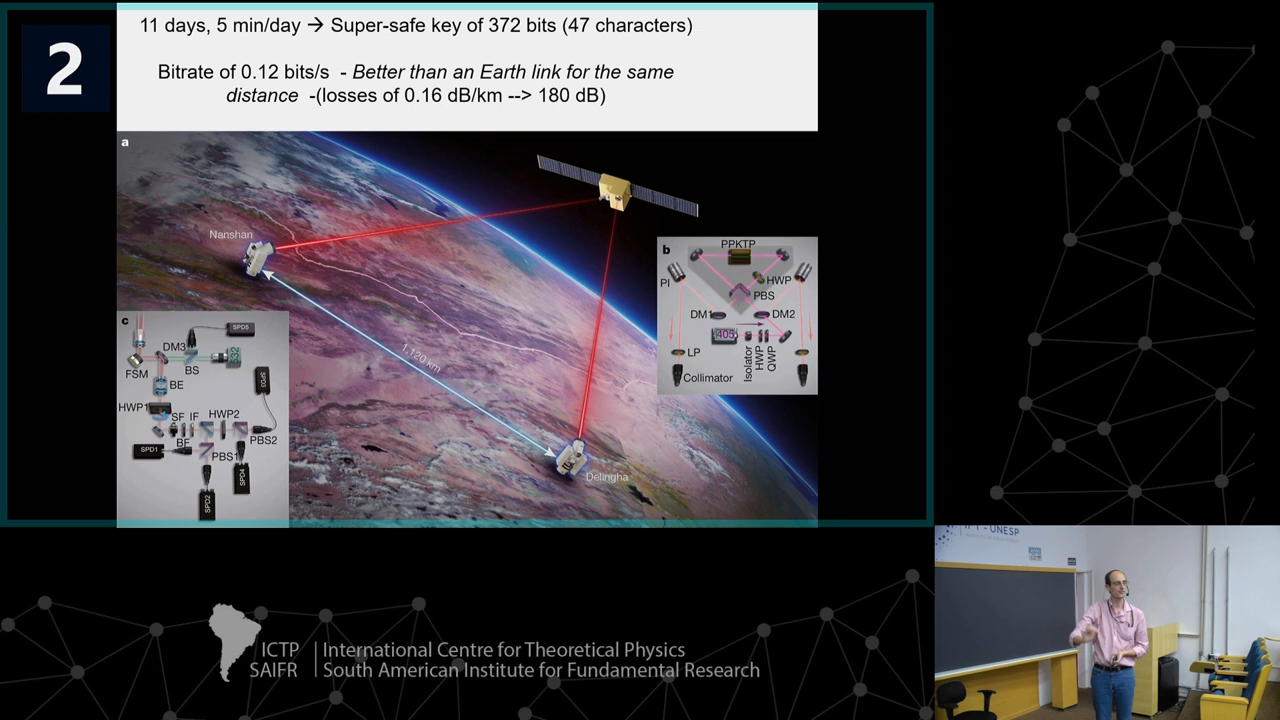 2
11 days, 5 min/day → Super-safe key of 372 bits (47 characters)
Bitrate of 0.12 bits/s - Better than an Earth link for the same
distance -(losses of 0.16 dB/km --> 180 dB)
a
Nanshan
1,120 km
Delingha
b
PPKTP
PI
HWP
PBS
DM1
DM2
405
LP
Isolator
HWP
QWP
Collimator
c
SPD5
DM3
FSM
BS
532
BE
SPD3
HWP1
SF
IF
HWP2
BF
PBS2
SPD1
PBS1
SPD4
SPD2
UNESP
ICTP
SAIFR
International Centre for Theoretical Physics
South American Institute for Fundamental Research